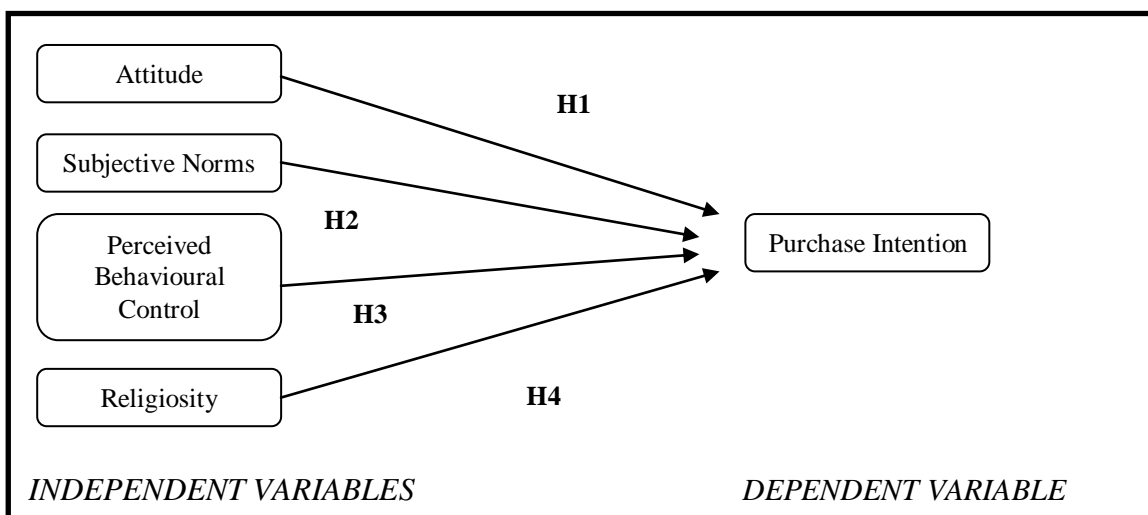 Attitude
H1
Subjective Norms
H2
Perceived
Behavioural
Control
Purchase Intention
H3
Religiosity
H4
INDEPENDENT VARIABLES
DEPENDENT VARIABLE